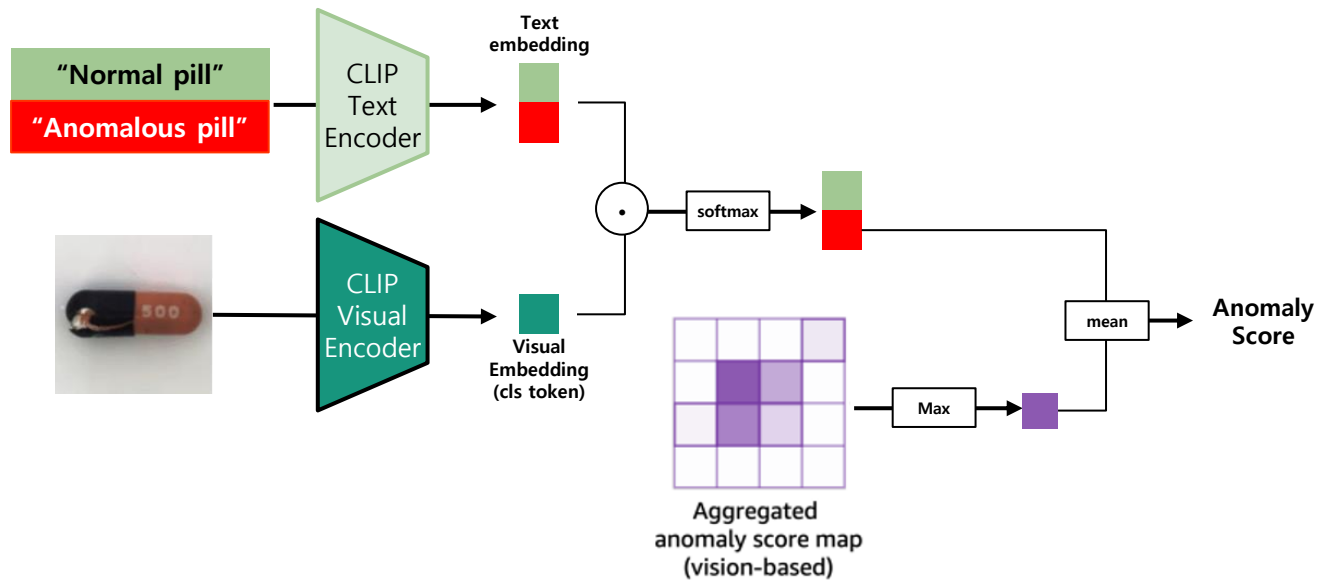 "Normal pill"
"Anomalous pill"
CLIP
Text
Encoder
Text
embedding
500
CLIP
Visual
Encoder
Visual
Embedding
(cls token)
softmax
mean
Anomaly
Score
Max
Aggregated
anomaly score map
(vision-based)